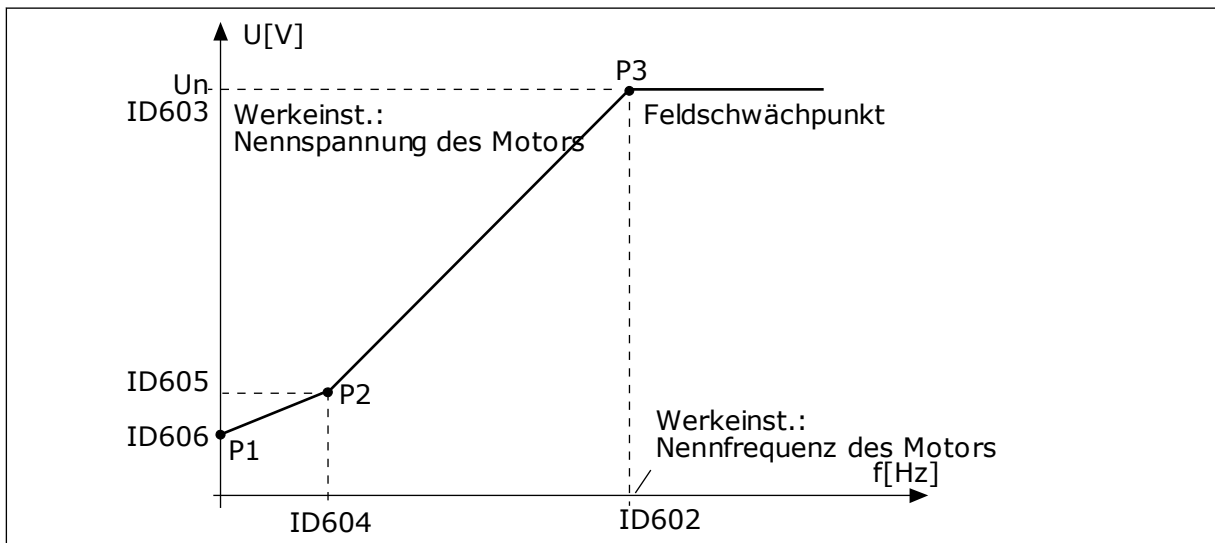 U[V]
P3
Un
ID603
Werkeinst.:
Nennspannung des Motors
Feldschwächpunkt
ID605
P2
ID606
P1
Werkeinst.:
Nennfrequenz des Motors
f[Hz]
ID604
ID602